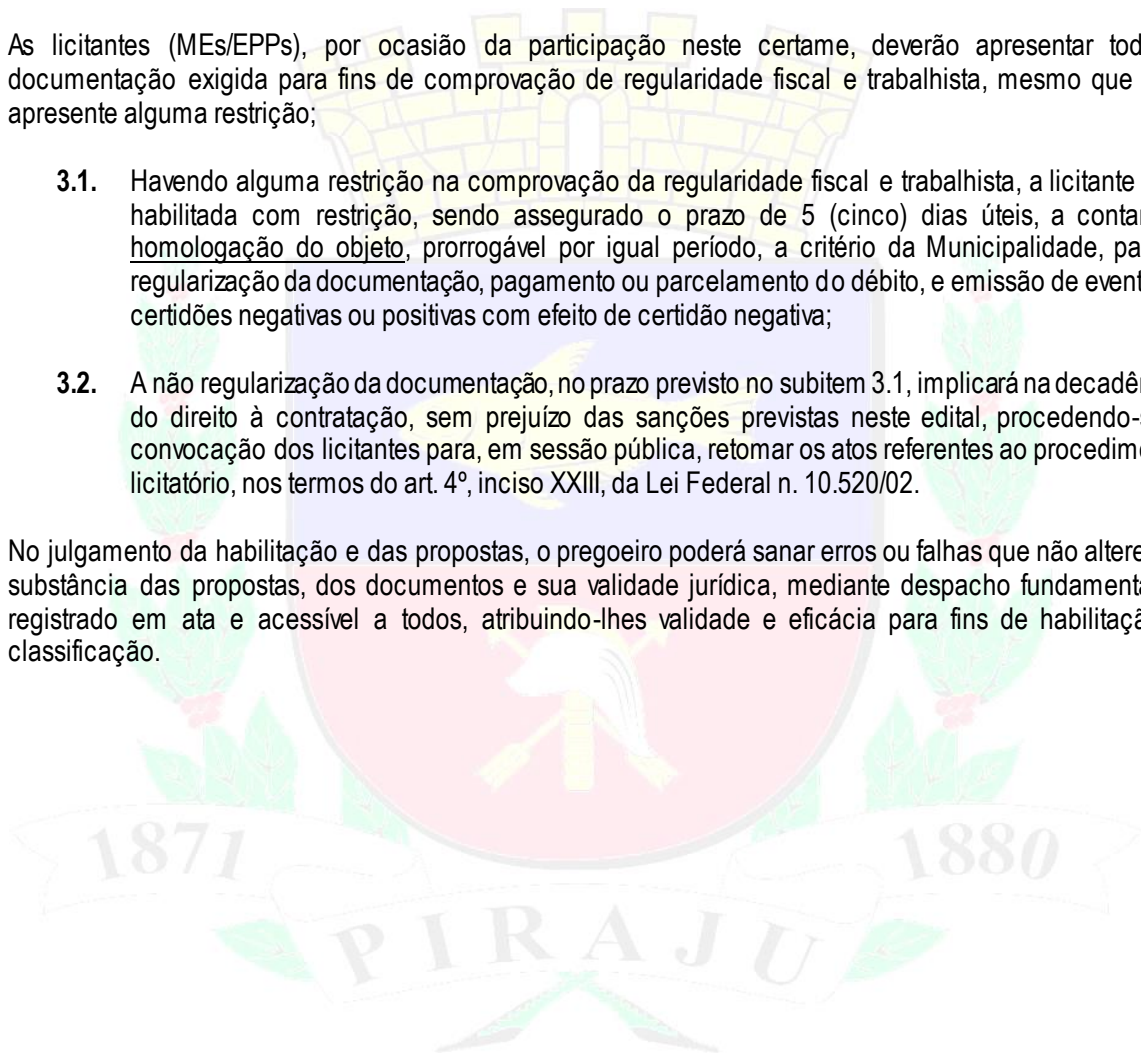 As licitantes (MEs/EPPs), por ocasião da participação neste certame, deverão apresentar tod
documentação exigida para fins de comprovação de regularidade fiscal e trabalhista, mesmo que
apresente alguma restrição;
3.1. Havendo alguma restrição na comprovação da regularidade fiscal e trabalhista, a licitante
habilitada com restrição, sendo assegurado o prazo de 5 (cinco) dias úteis, a conta
homologação do objeto, prorrogável por igual período, a critério da Municipalidade, pa
regularização da documentação, pagamento ou parcelamento do débito, e emissão de event
certidões negativas ou positivas com efeito de certidão negativa;
3.2. A não regularização da documentação, no prazo previsto no subitem 3.1, implicará na decadên
do direito à contratação, sem prejuízo das sanções previstas neste edital, procedendo-s
convocação dos licitantes para, em sessão pública, retomar os atos referentes ao procedime
licitatório, nos termos do art. 4º, inciso XXIII, da Lei Federal n. 10.520/02.
No julgamento da habilitação e das propostas, o pregoeiro poderá sanar erros ou falhas que não altere
substância das propostas, dos documentos e sua validade jurídica, mediante despacho fundamenta
registrado em ata e acessível a todos, atribuindo-lhes validade e eficácia para fins de habilitaçã
classificação.
1871
1880
PIRAJU